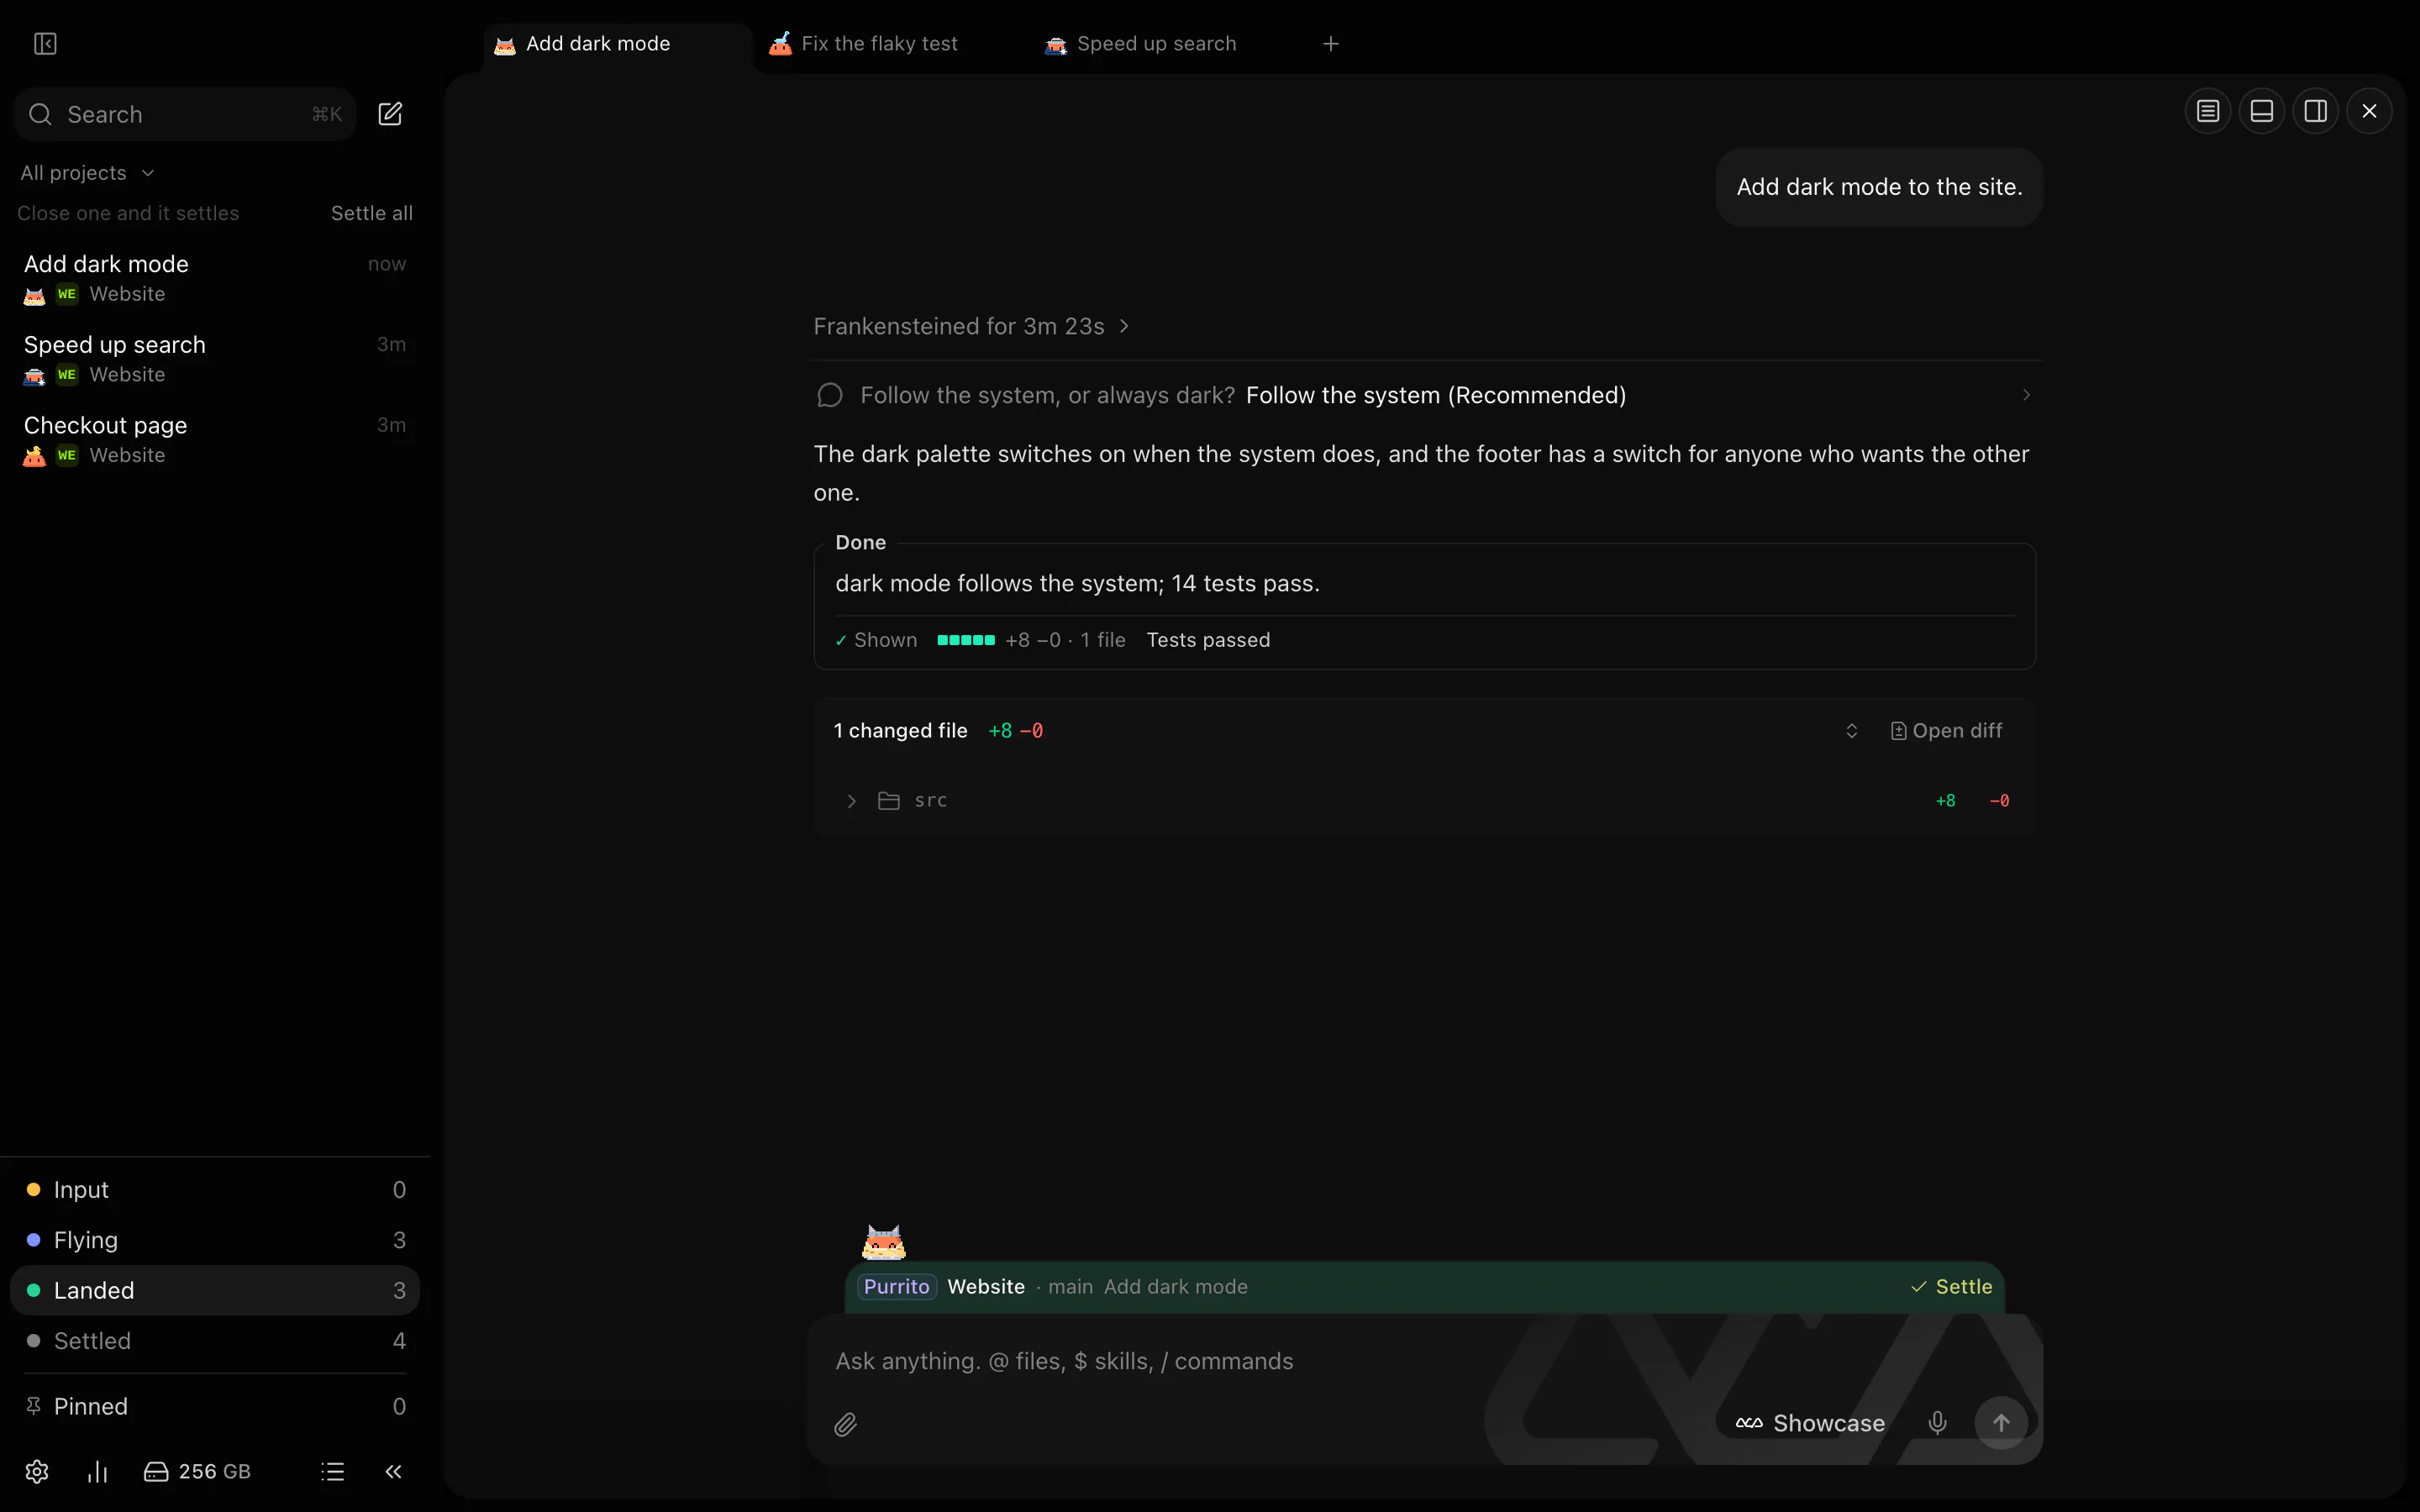 Add dark mode
Fix the flaky test
Speed up search
Search
⌘K
All projects
Close one and it settles
Settle all
Add dark mode
now
WE Website
Speed up search
3m
WE Website
Checkout page
3m
WE Website
Add dark mode to the site.
Frankensteined for 3m 23s
Follow the system, or always dark? Follow the system (Recommended)
The dark palette switches on when the system does, and the footer has a switch for anyone who wants the other
one.
Done
dark mode follows the system; 14 tests pass.
✓ Shown +8 −0 · 1 file Tests passed
1 changed file +8 −0
Open diff
src
+8 −0
Input 0
Flying 3
Landed 3
Settled 4
Pinned 0
256 GB
Purrito Website · main Add dark mode
✓ Settle
Ask anything. @ files, $ skills, / commands
Showcase